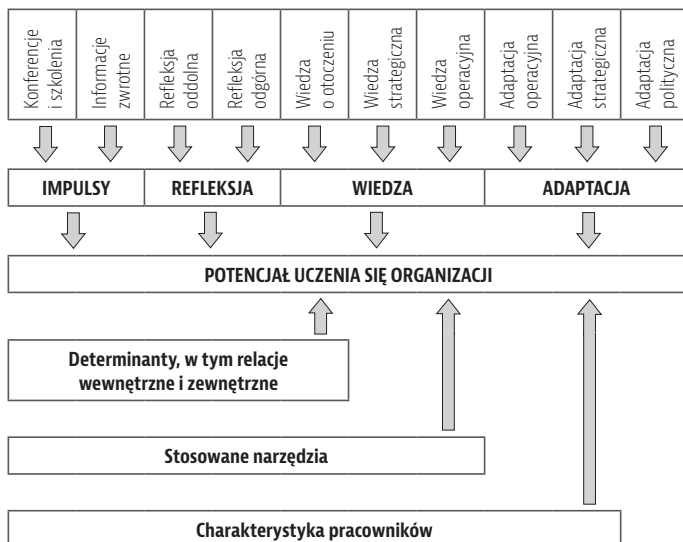 Konferencje
i szkolenia
Informacje
zwrotne
Refleksja
oddolna
Refleksja
odgórna
Wiedza
o otoczeniu
Wiedza
strategiczna
Wiedza
operacyjna
Adaptacja
operacyjna
Adaptacja
strategiczna
Adaptacja
polityczna
IMPULSY
REFLEKSJA
WIEDZA
ADAPTACJA
POTENCJAŁ UCZENIA SIĘ ORGANIZACJI
Determinanty, w tym relacje
wewnętrzne i zewnętrzne
Stosowane narzędzia
Charakterystyka pracowników